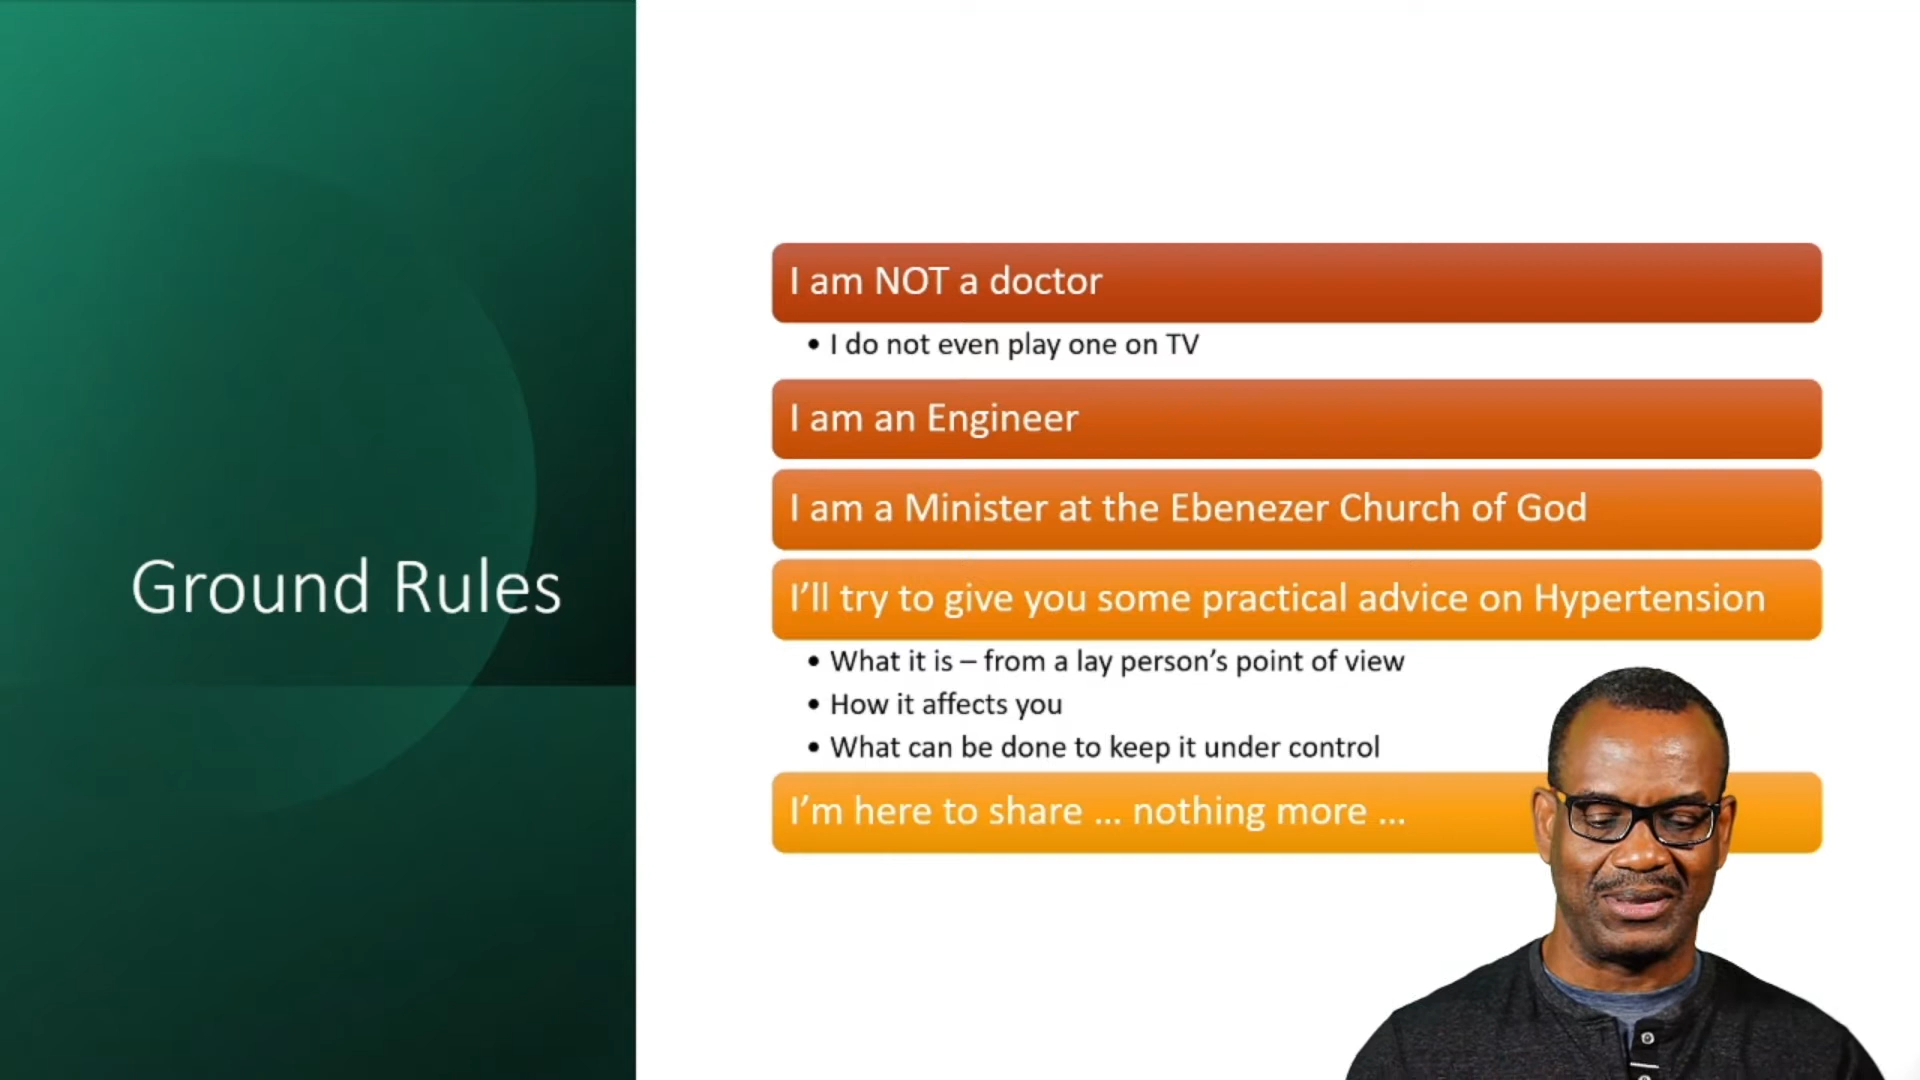 Ground Rules
I am NOT a doctor
• I do not even play one on TV
I am an Engineer
I am a Minister at the Ebenezer Church of God
I’ll try to give you some practical advice on Hypertension
• What it is – from a lay person’s point of view
• How it affects you
• What can be done to keep it under control
I’m here to share ... nothing more ...